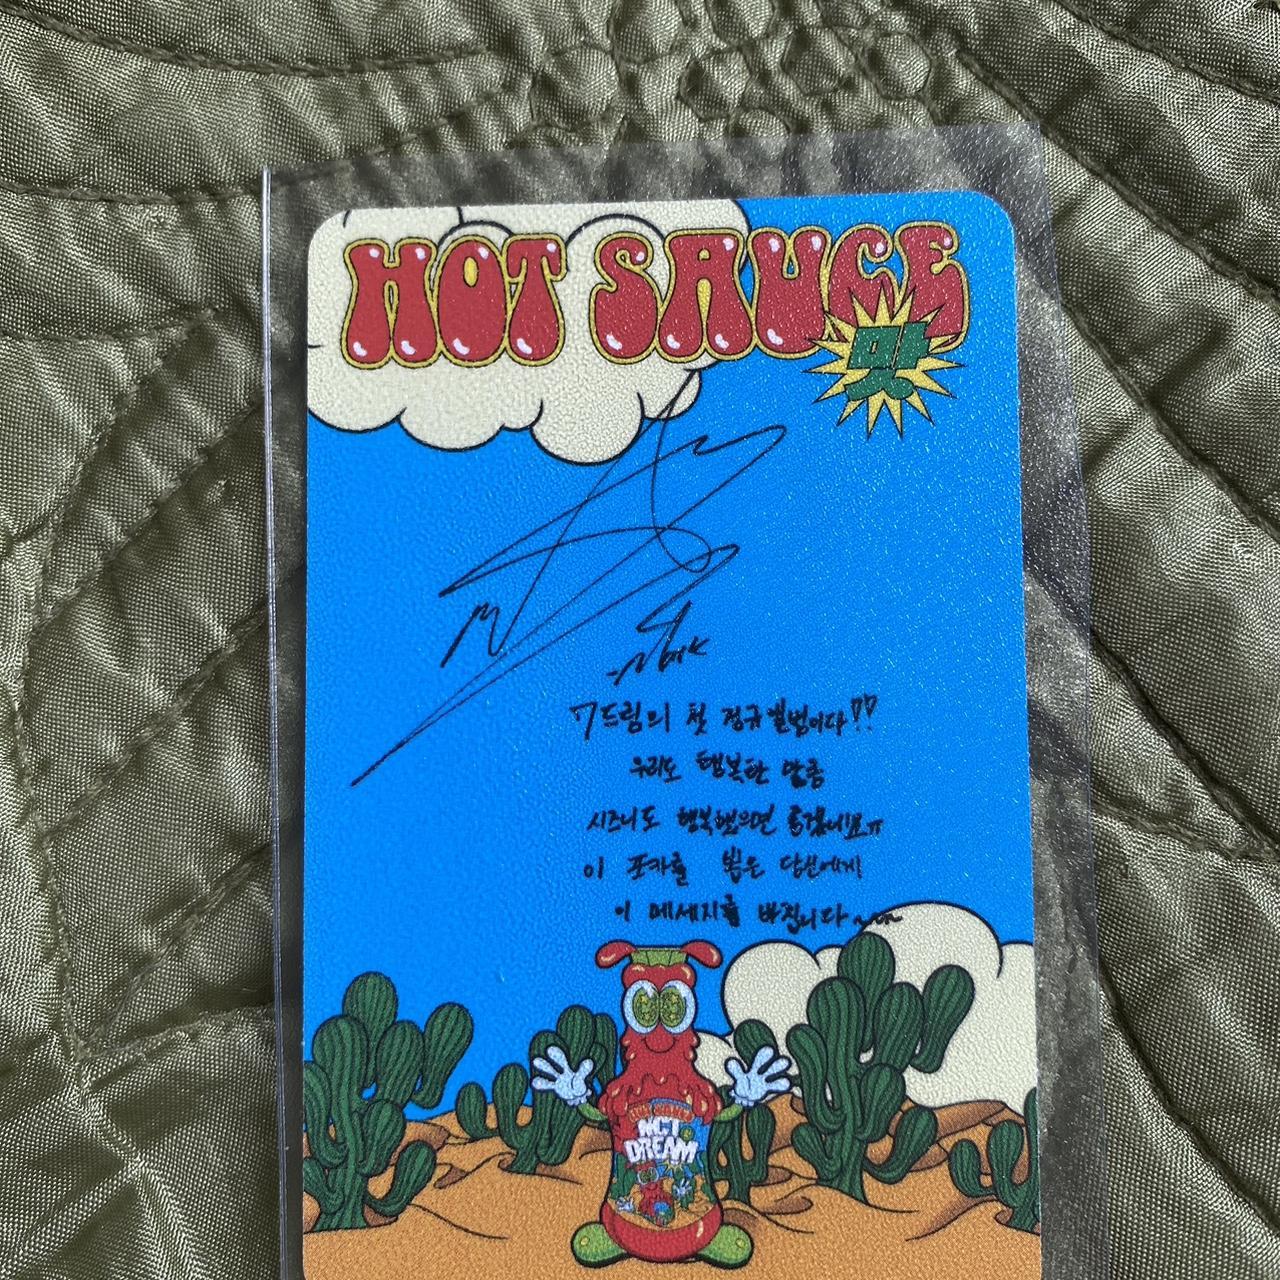 HOT SAUCE
맛
-Mark
7드림의 첫 정규앨범이다!!
우리도 행복한 만큼
시즈니도 행복했으면 좋겠네요ㅠ
이 포카를 뽑은 당신에게
이 메세지를 바칩니다~
HOT SAUCE
NCT
DREAM